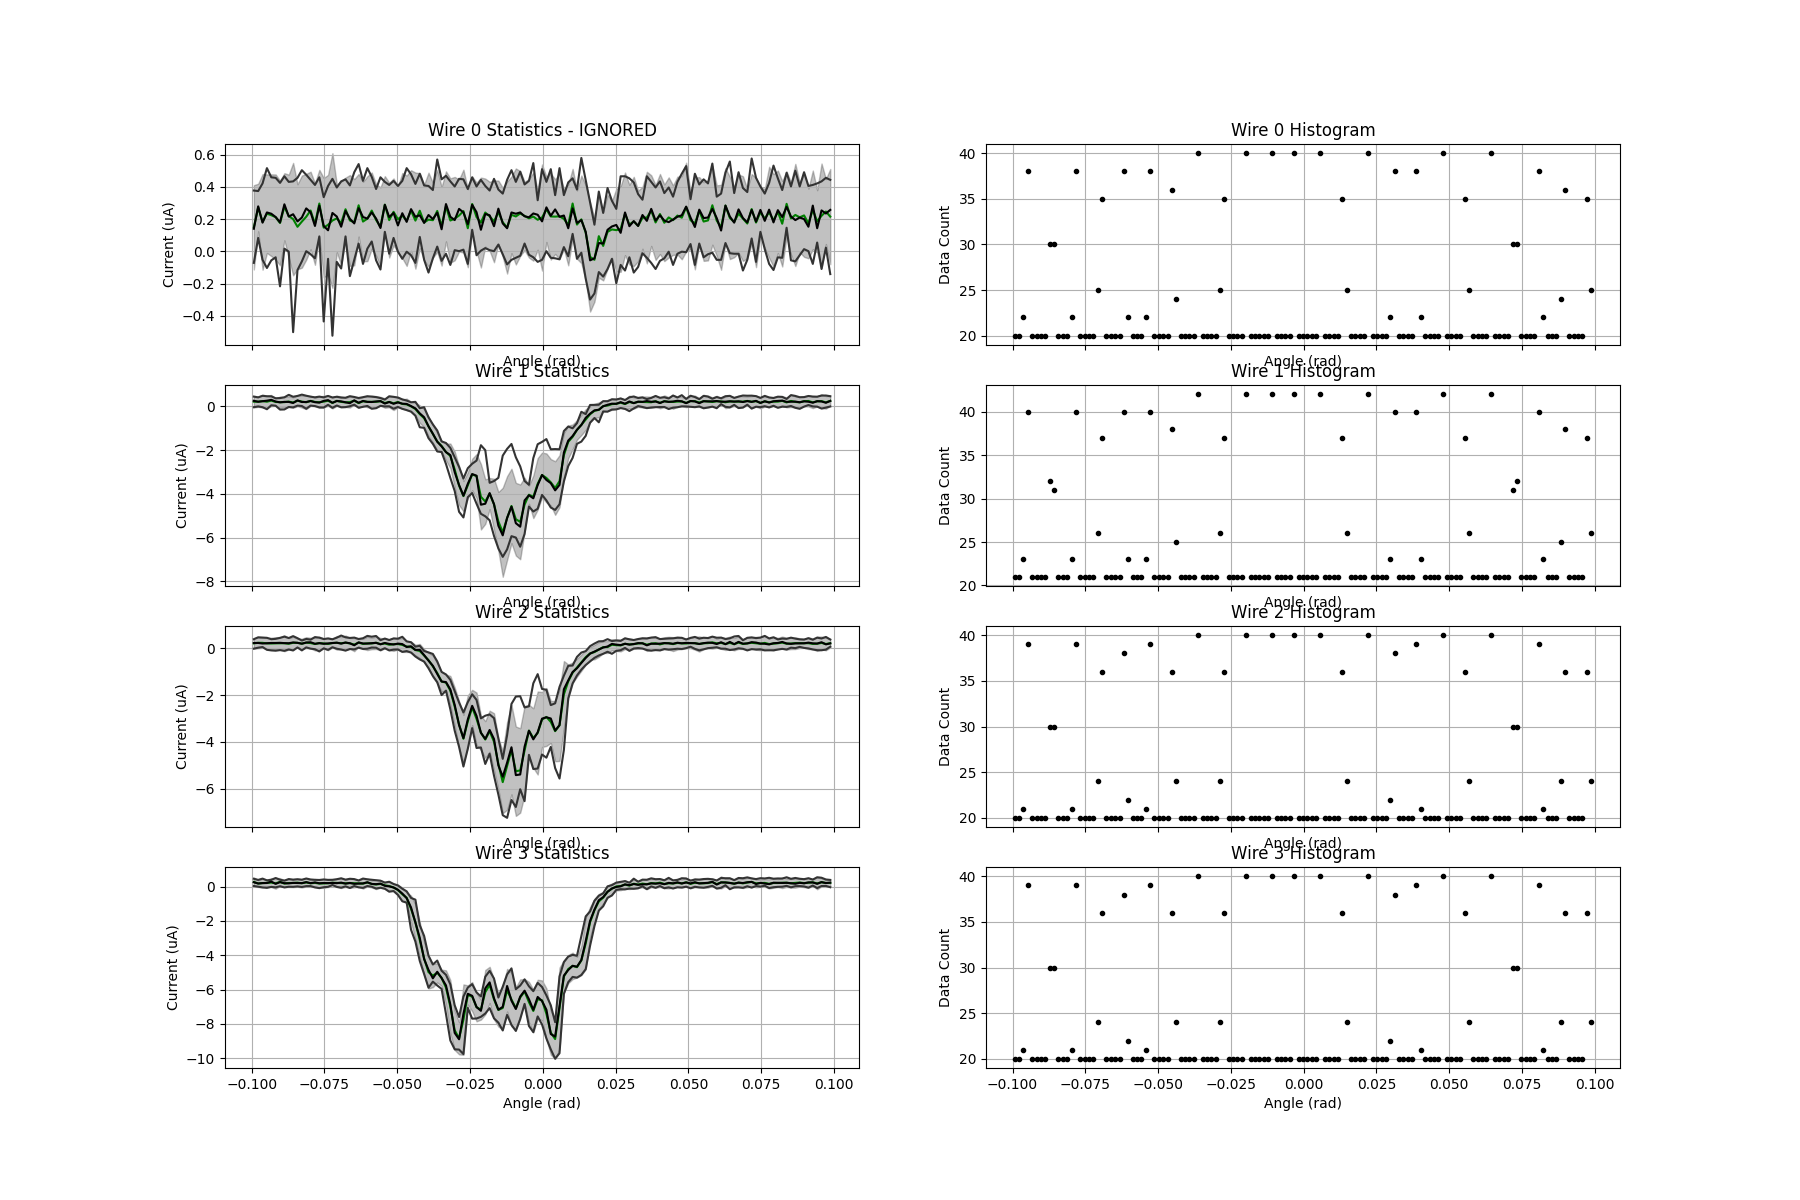 Wire 0 Statistics - IGNORED
Current (uA)
0.6
0.4
0.2
0.0
−0.2
−0.4
Angle (rad)
Wire 0 Histogram
Data Count
40
35
30
25
20
Angle (rad)
Wire 1 Statistics
Current (uA)
0
−2
−4
−6
−8
Angle (rad)
Wire 1 Histogram
Data Count
40
35
30
25
20
Angle (rad)
Wire 2 Statistics
Current (uA)
0
−2
−4
−6
Angle (rad)
Wire 2 Histogram
Data Count
40
35
30
25
20
Angle (rad)
Wire 3 Statistics
Current (uA)
0
−2
−4
−6
−8
−10
−0.100 −0.075 −0.050 −0.025 0.000 0.025 0.050 0.075 0.100
Angle (rad)
Wire 3 Histogram
Data Count
40
35
30
25
20
−0.100 −0.075 −0.050 −0.025 0.000 0.025 0.050 0.075 0.100
Angle (rad)